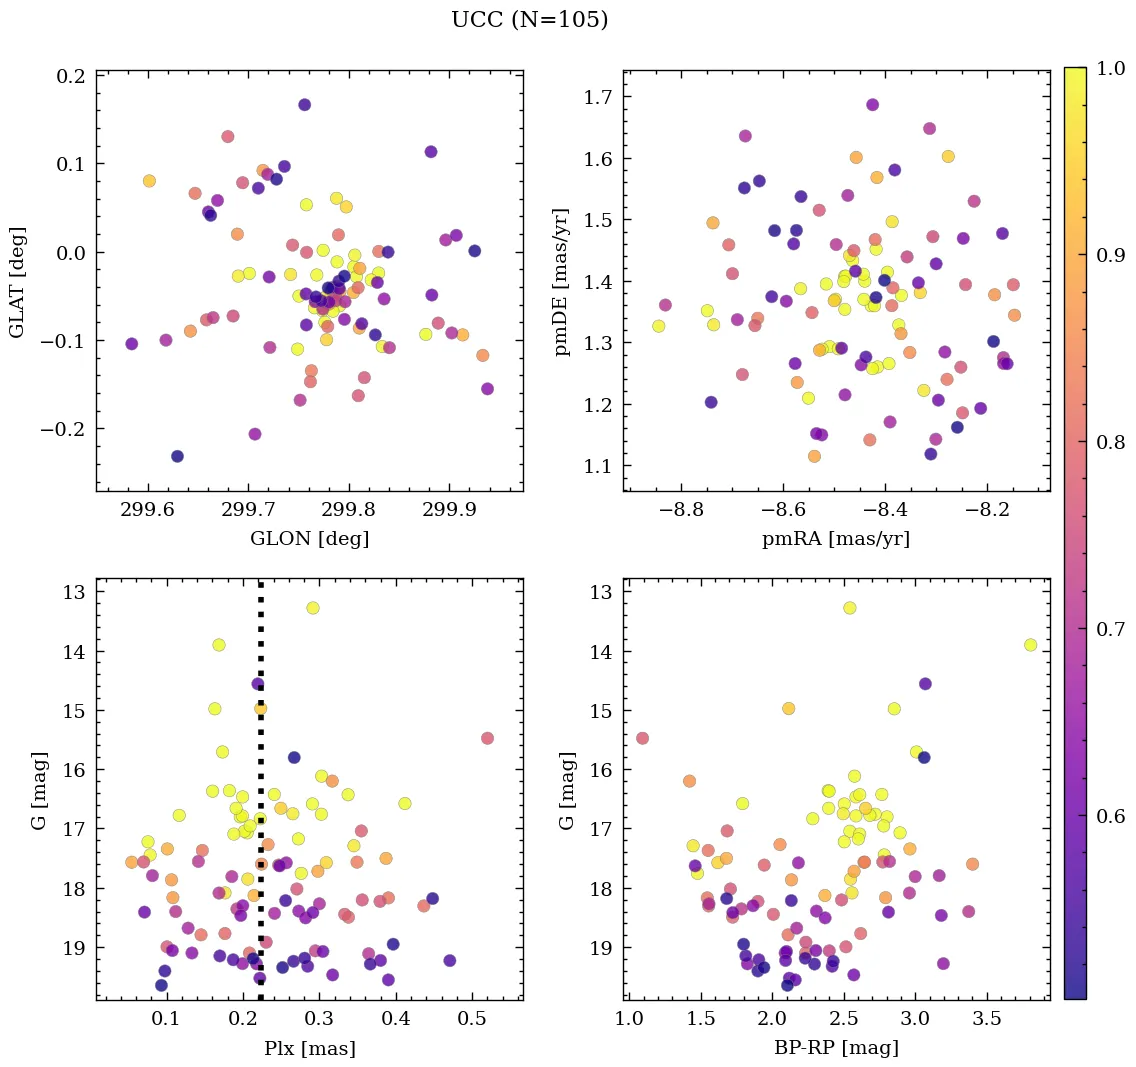 UCC (N=105)
0.2
0.1
0.0
−0.1
−0.2
GLAT [deg]
299.6 299.7 299.8 299.9
GLON [deg]
1.7
1.6
1.5
1.4
1.3
1.2
1.1
pmDE [mas/yr]
−8.8 −8.6 −8.4 −8.2
pmRA [mas/yr]
1.0
0.9
0.8
0.7
0.6
13
14
15
16
17
18
19
G [mag]
0.1 0.2 0.3 0.4 0.5
Plx [mas]
13
14
15
16
17
18
19
G [mag]
1.0 1.5 2.0 2.5 3.0 3.5
BP-RP [mag]